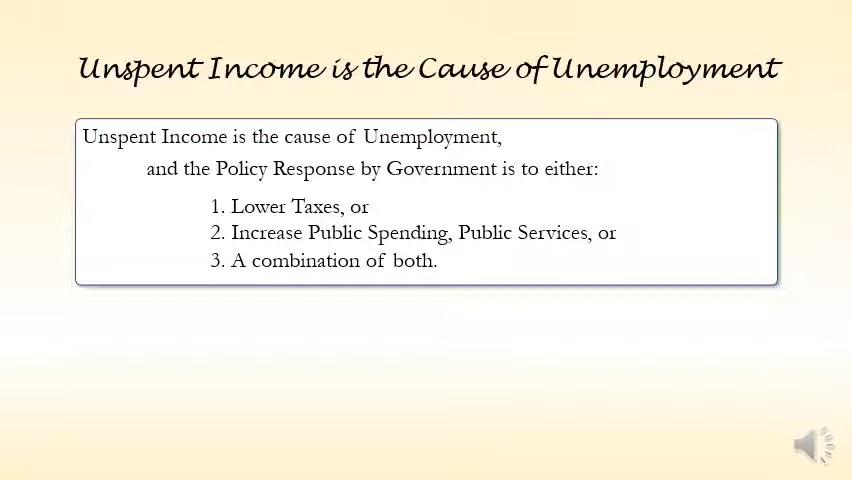 Unspent Income is the Cause of Unemployment
Unspent Income is the cause of Unemployment,
and the Policy Response by Government is to either:
1. Lower Taxes, or
2. Increase Public Spending, Public Services, or
3. A combination of both.